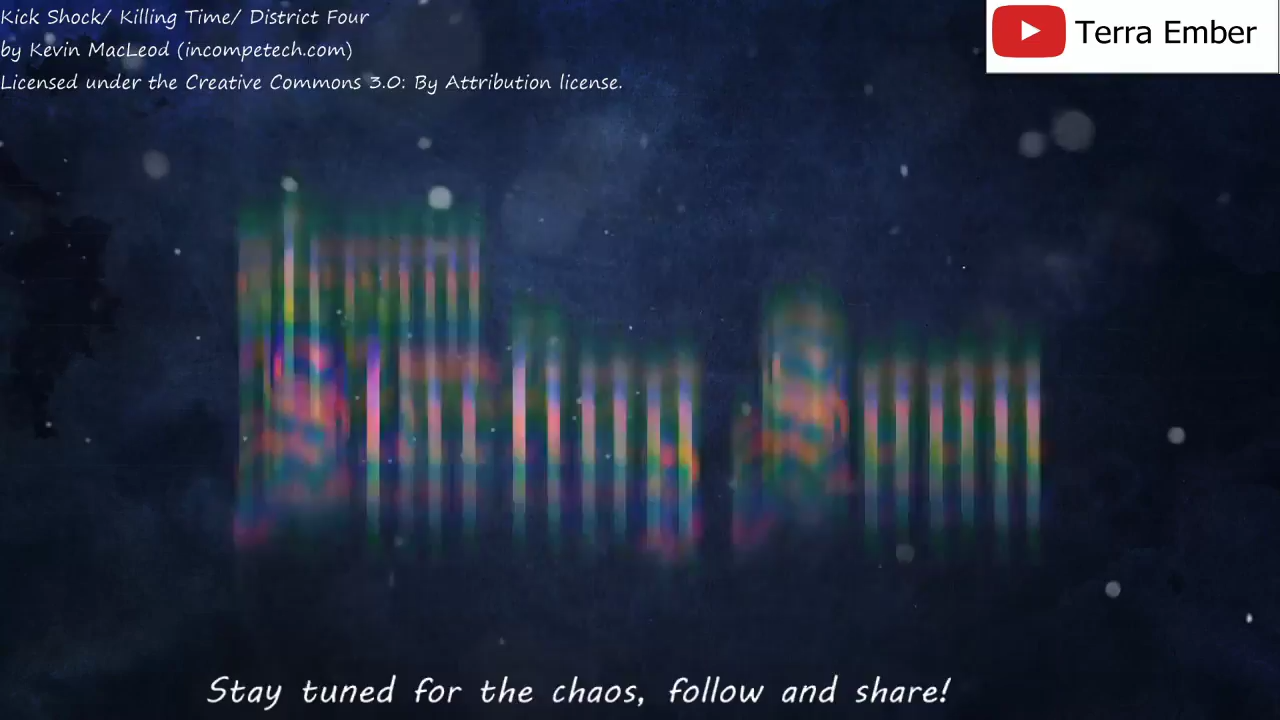 Kick Shock/ Killing Time/ District Four
by Kevin MacLeod (incompetech.com)
Licensed under the Creative Commons 3.0: By Attribution license.
Terra Ember
Stay tuned for the chaos, follow and share!